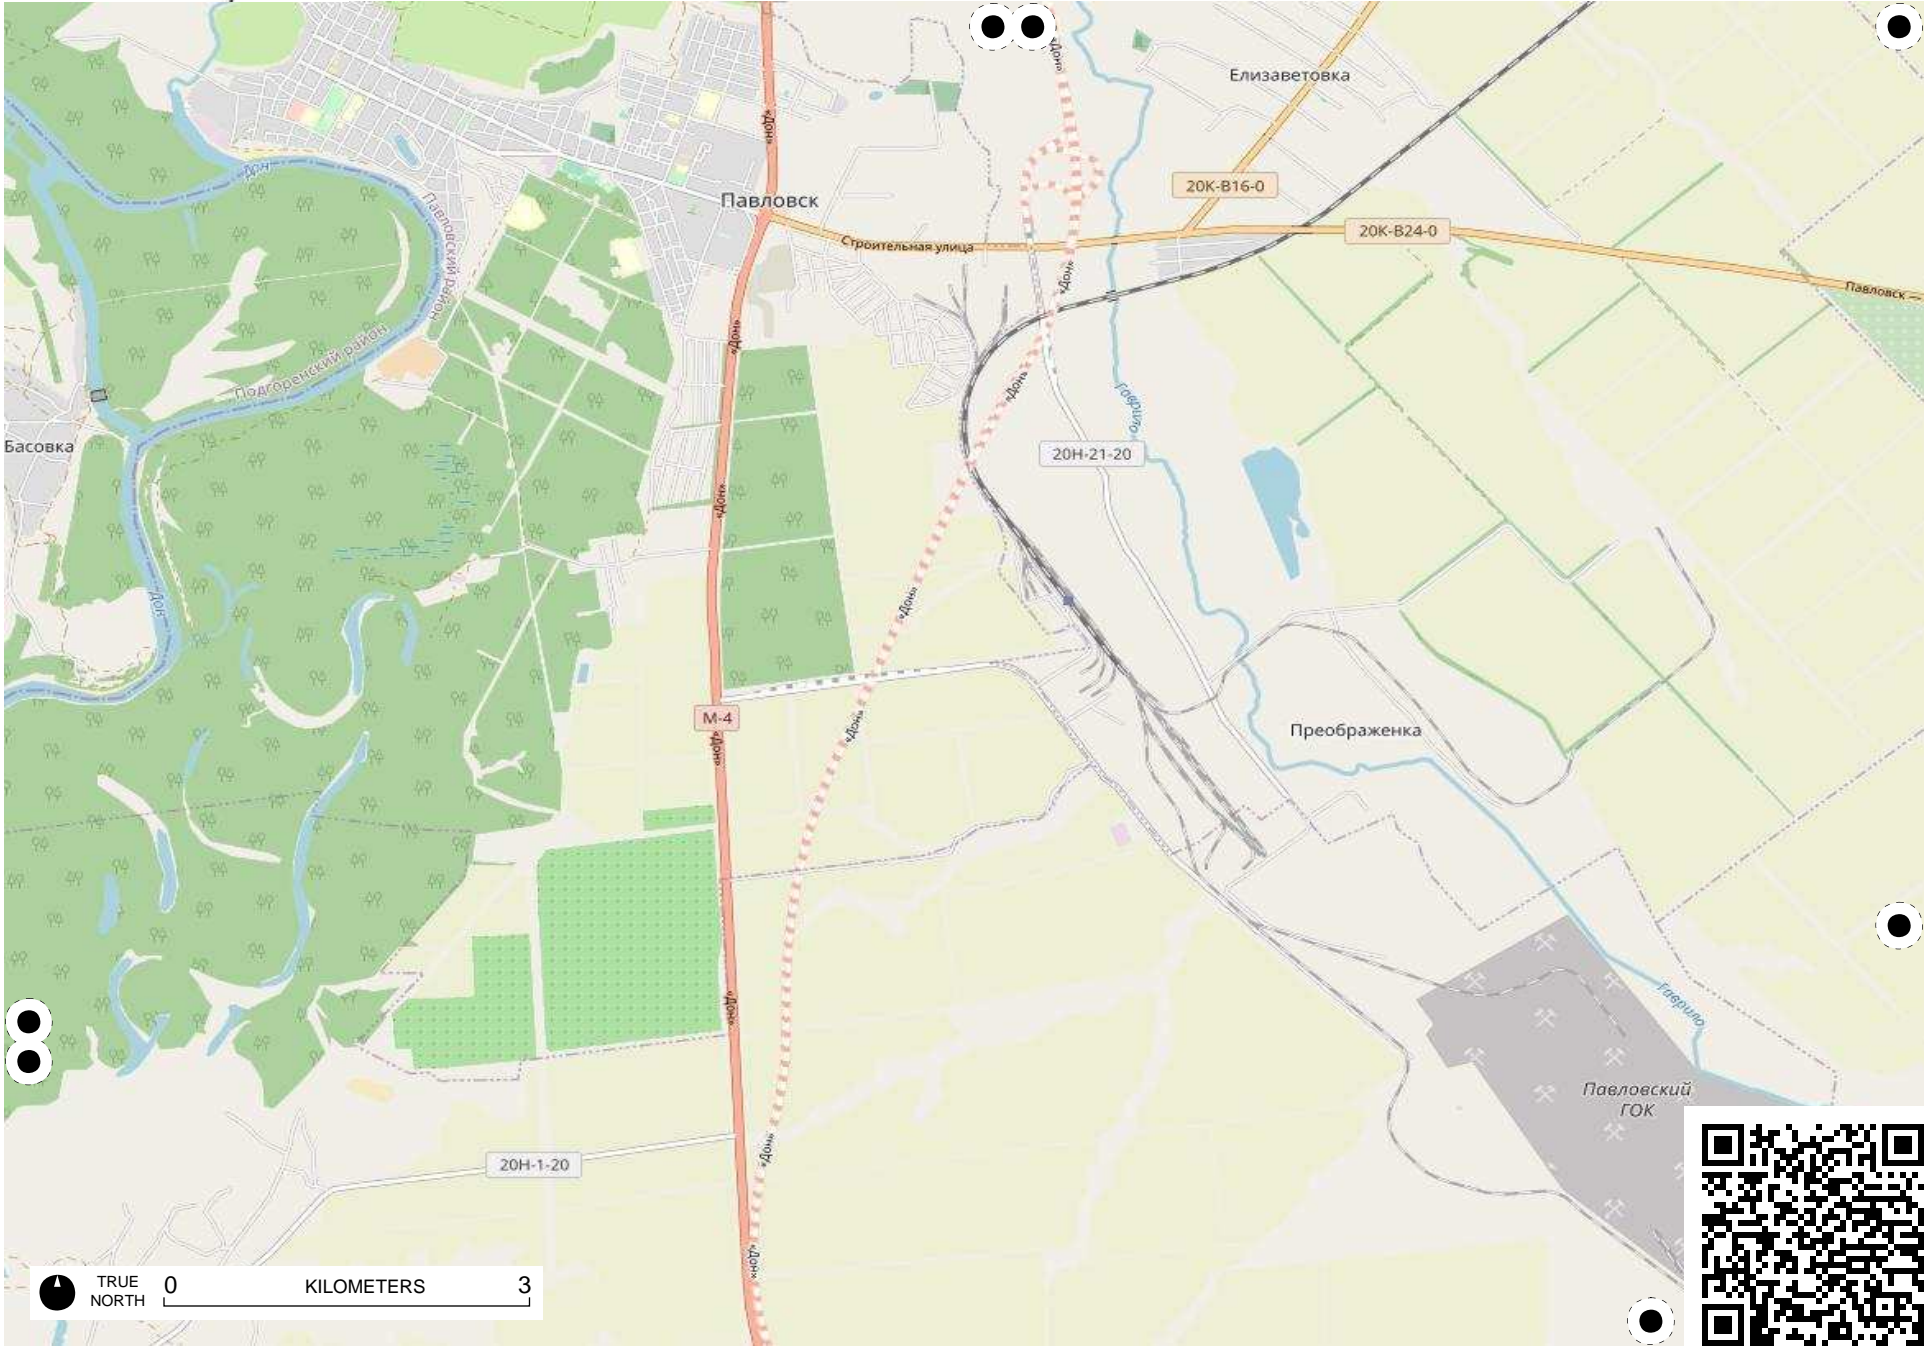 «Дон»
Елизаветовка
«Дон»
Дон
20К-В16-0
Павловск
Павловский район
20К-В24-0
Строительная улица
«Дон»
Павловск —
«Дон»
Подгоренский район
«Дон»
Гаврило
Басовка
20Н-21-20
«Дон»
Дон
«Дон»
М-4
«Дон»
«Дон»
Преображенка
«Дон»
Гаврило
Павловский
ГОК
«Дон»
20Н-1-20
«Дон»
TRUE
NORTH
0 KILOMETERS 3